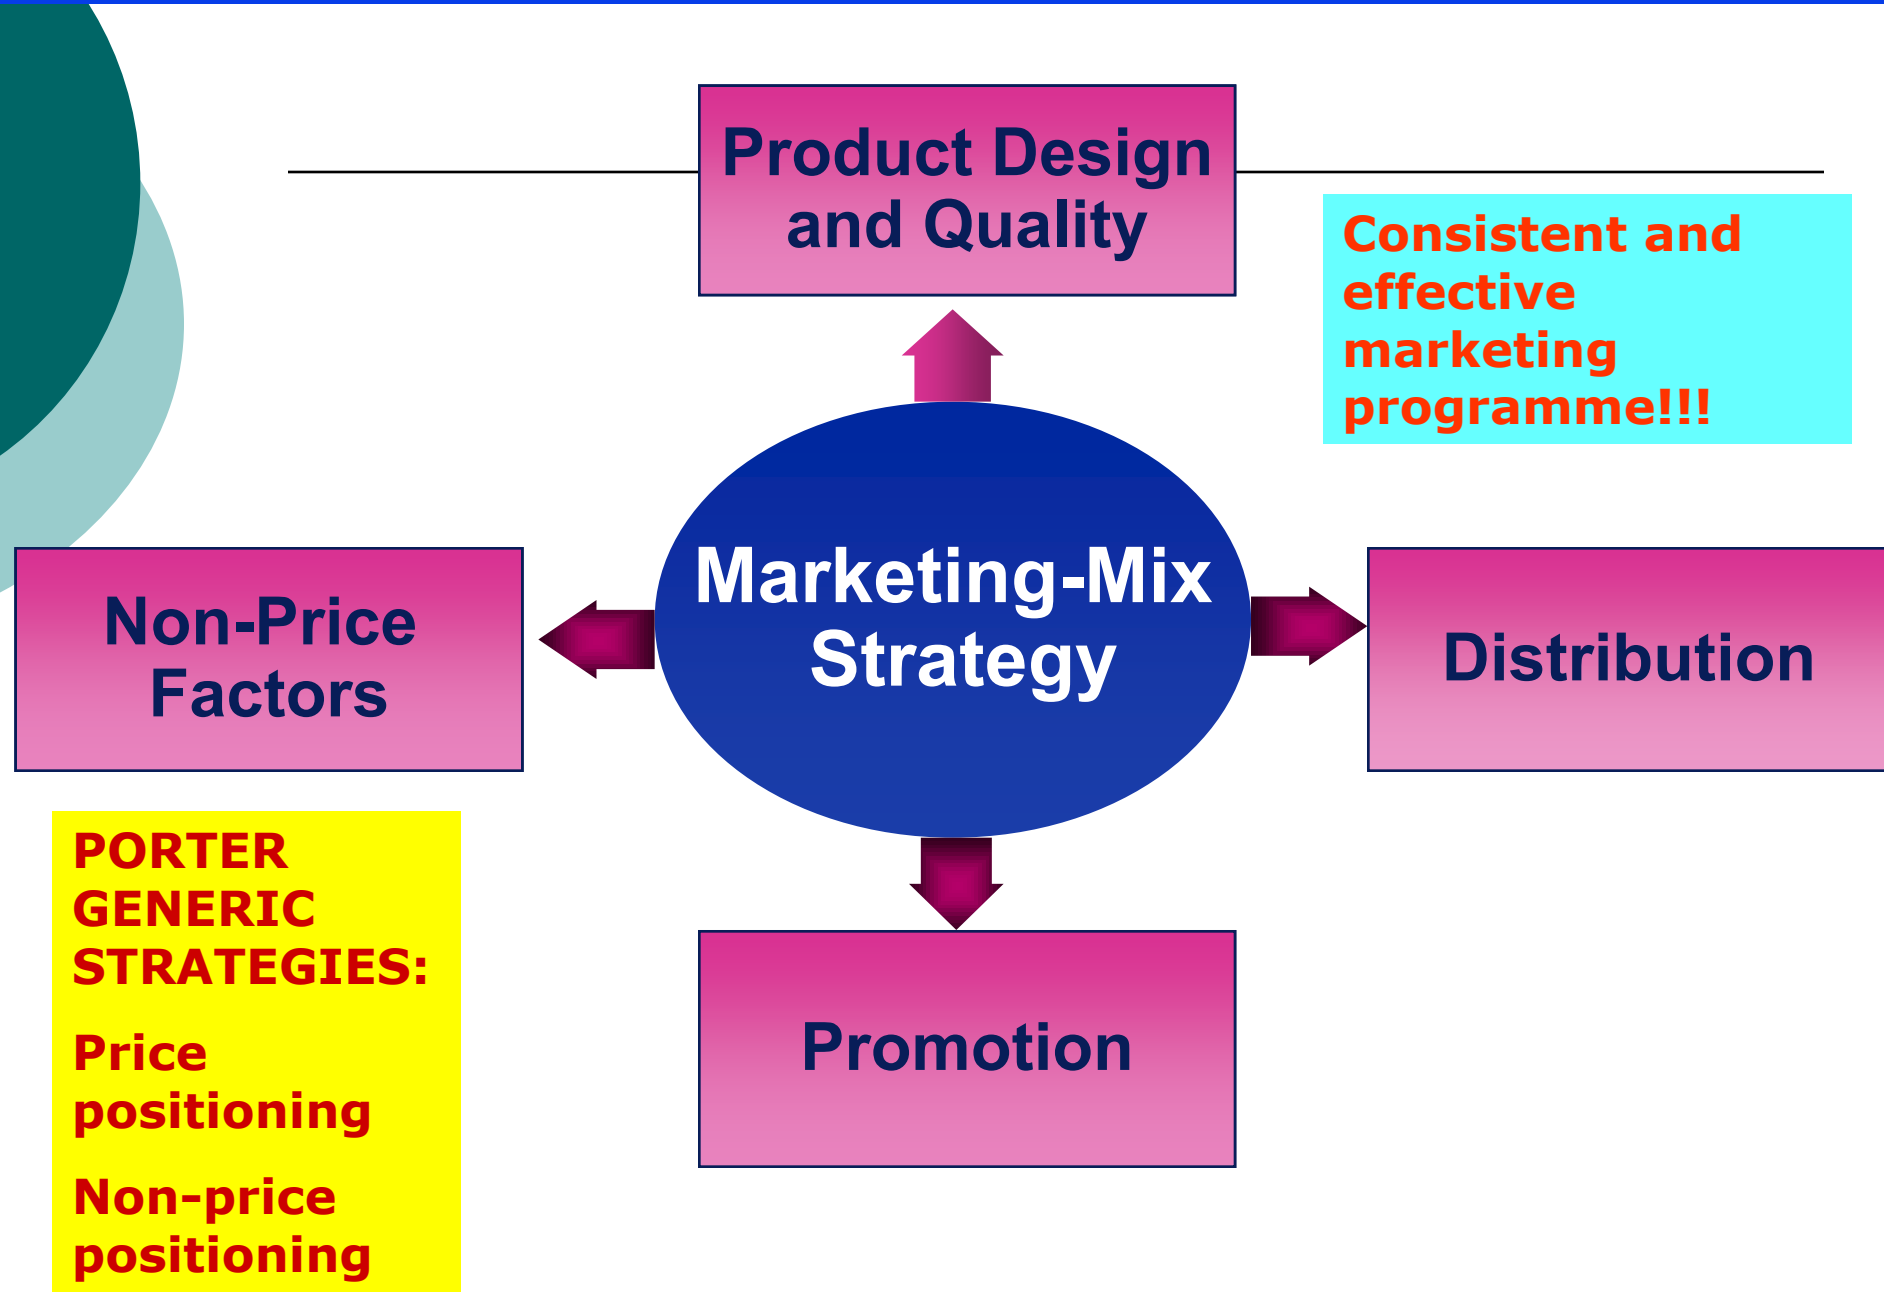 Product Design
and Quality
Consistent and
effective
marketing
programme!!!
Marketing-Mix
Strategy
Non-Price
Factors
Distribution
PORTER
GENERIC
STRATEGIES:
Price
positioning
Non-price
positioning
Promotion